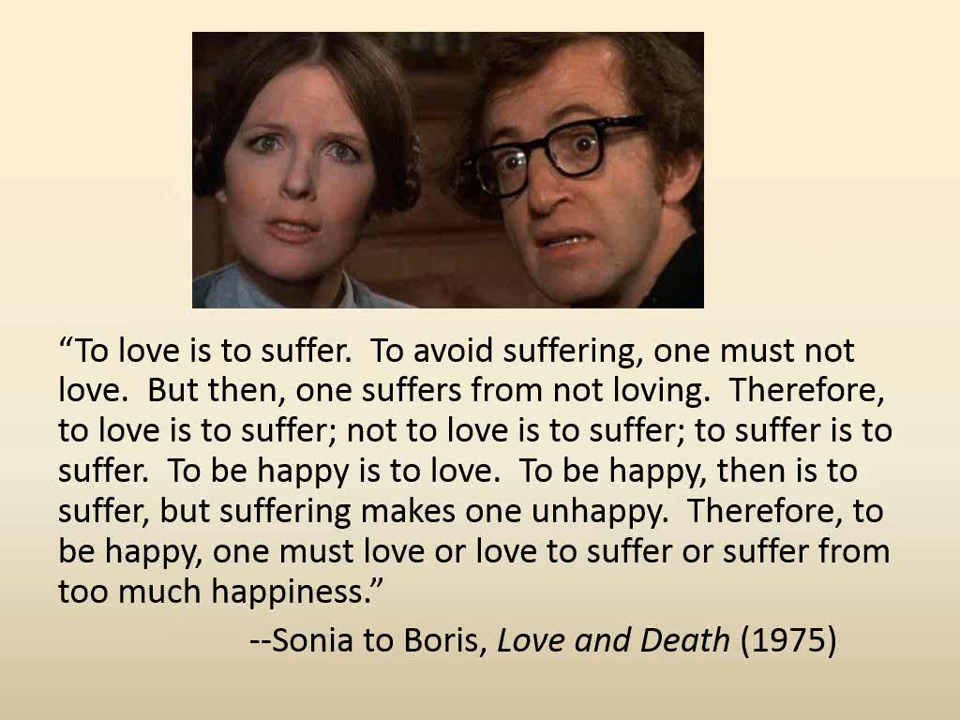 “To love is to suffer.  To avoid suffering, one must not
love.  But then, one suffers from not loving.  Therefore,
to love is to suffer; not to love is to suffer; to suffer is to
suffer.  To be happy is to love.  To be happy, then is to
suffer, but suffering makes one unhappy.  Therefore, to
be happy, one must love or love to suffer or suffer from
too much happiness.”
--Sonia to Boris, Love and Death (1975)